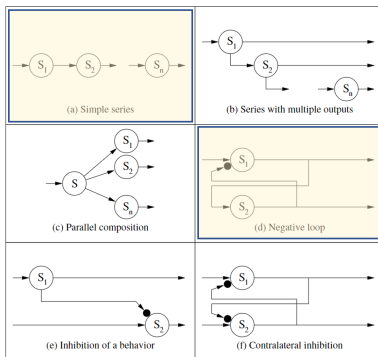 S1 S2 Sn
(a) Simple series
S1
S2
Sn
(b) Series with multiple outputs
S1
S S2
Sn
(c) Parallel composition
S1
S2
(d) Negative loop
S1
S2
(e) Inhibition of a behavior
S1
S2
(f) Contralateral inhibition